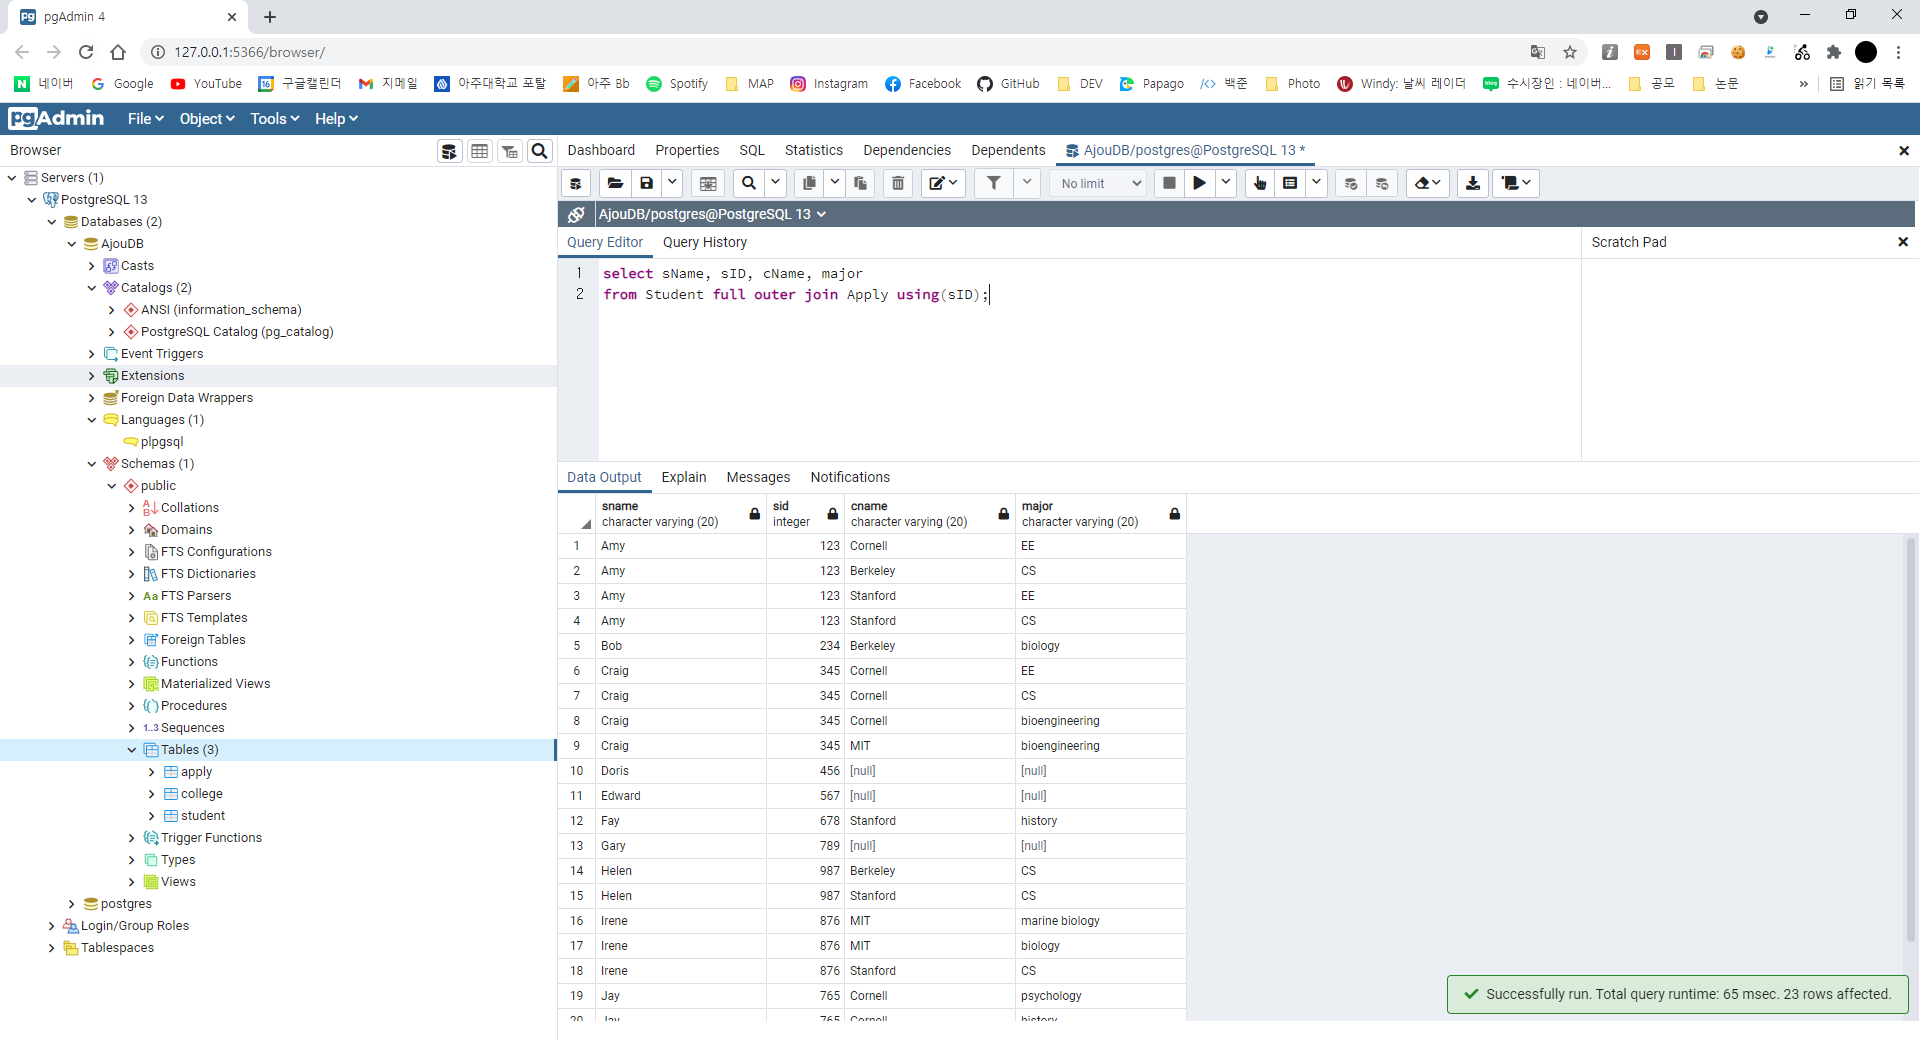 pgAdmin 4
127.0.0.1:5366/browser/
네이버 Google YouTube 구글캘린더 지메일 아주대학교 포탈 아주 Bb Spotify MAP Instagram Facebook GitHub DEV Papago 백준 Photo Windy: 날씨 레이더 수시장인 : 네이버... 공모 논문 » 읽기 목록
pgAdmin File Object Tools Help
Browser
Servers (1)
PostgreSQL 13
Databases (2)
AjouDB
Casts
Catalogs (2)
ANSI (information_schema)
PostgreSQL Catalog (pg_catalog)
Event Triggers
Extensions
Foreign Data Wrappers
Languages (1)
plpgsql
Schemas (1)
public
Collations
Domains
FTS Configurations
FTS Dictionaries
FTS Parsers
FTS Templates
Foreign Tables
Functions
Materialized Views
Procedures
1..3 Sequences
Tables (3)
apply
college
student
Trigger Functions
Types
Views
postgres
Login/Group Roles
Tablespaces
Dashboard Properties SQL Statistics Dependencies Dependents AjouDB/postgres@PostgreSQL 13 *
No limit
AjouDB/postgres@PostgreSQL 13
Query Editor Query History Scratch Pad
1 select sName, sID, cName, major
2 from Student full outer join Apply using(sID);
Data Output Explain Messages Notifications
sname sid cname major
character varying (20) integer character varying (20) character varying (20)
1 Amy 123 Cornell EE
2 Amy 123 Berkeley CS
3 Amy 123 Stanford EE
4 Amy 123 Stanford CS
5 Bob 234 Berkeley biology
6 Craig 345 Cornell EE
7 Craig 345 Cornell CS
8 Craig 345 Cornell bioengineering
9 Craig 345 MIT bioengineering
10 Doris 456 [null] [null]
11 Edward 567 [null] [null]
12 Fay 678 Stanford history
13 Gary 789 [null] [null]
14 Helen 987 Berkeley CS
15 Helen 987 Stanford CS
16 Irene 876 MIT marine biology
17 Irene 876 MIT biology
18 Irene 876 Stanford CS
19 Jay 765 Cornell psychology
20 Jay 765 Cornell history
Successfully run. Total query runtime: 65 msec. 23 rows affected.